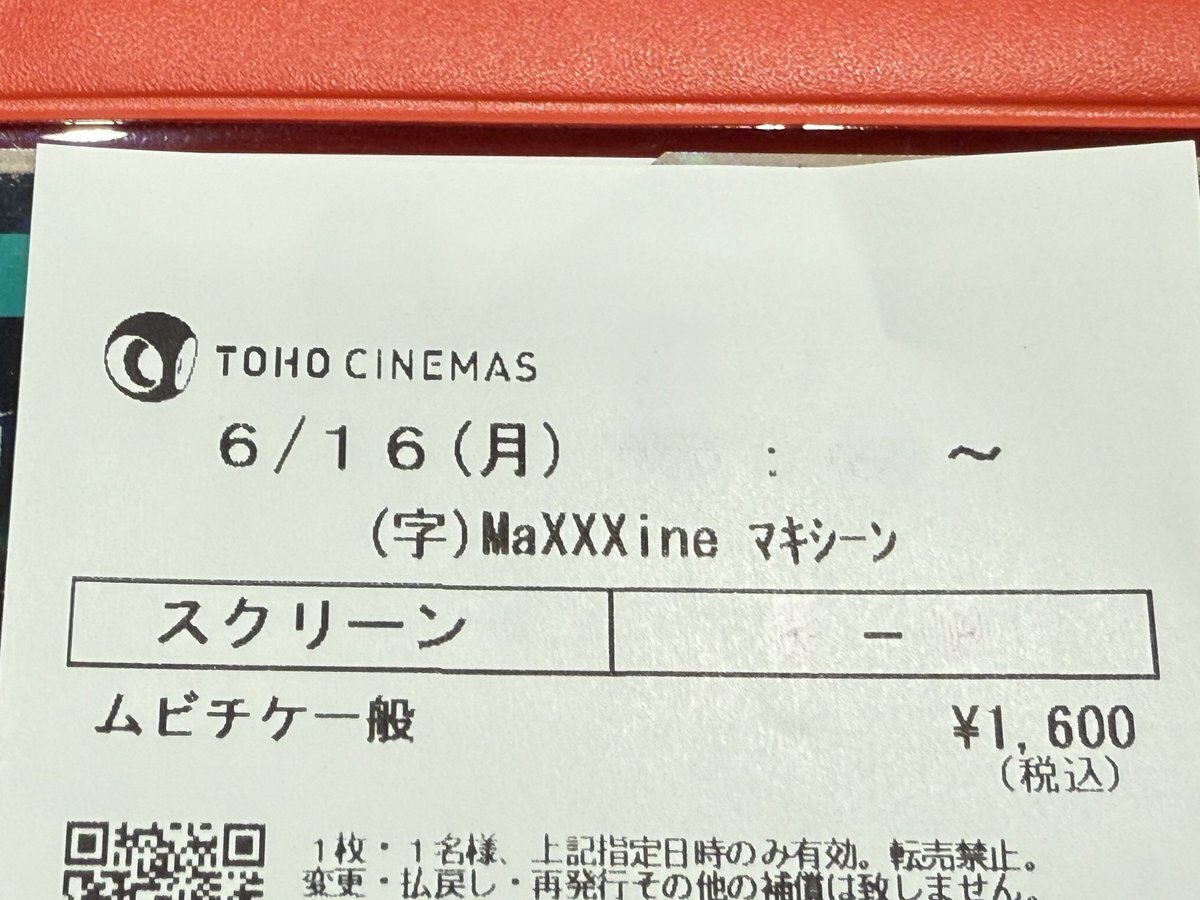 TOHO CINEMAS
6/16(月) : ~
(字)MaXXXine マキシーン
スクリーン -
ムビチケ一般 ¥1,600
(税込)
1枚・1名様、上記指定日時のみ有効。転売禁止。
変更・払戻し・再発行その他の補償は致しません。